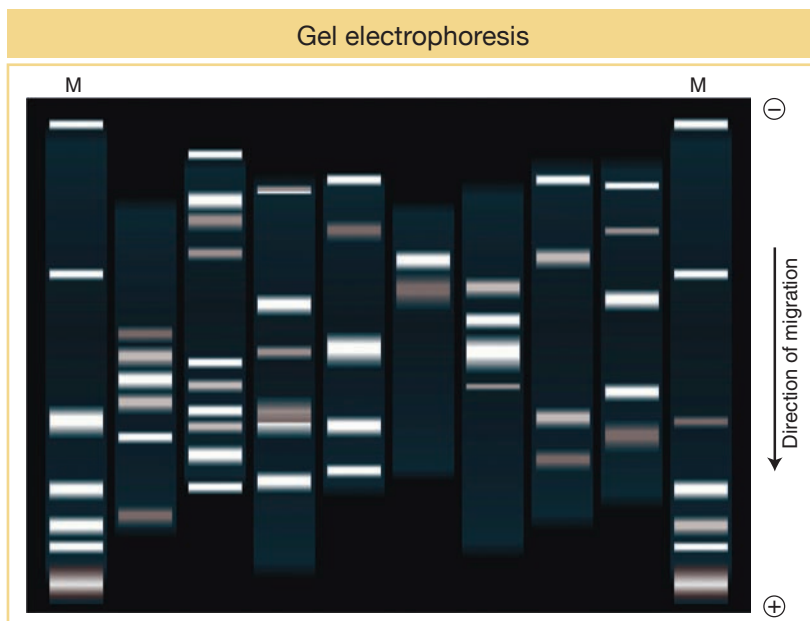 Gel electrophoresis
M M
⊖
Direction of migration
⊕